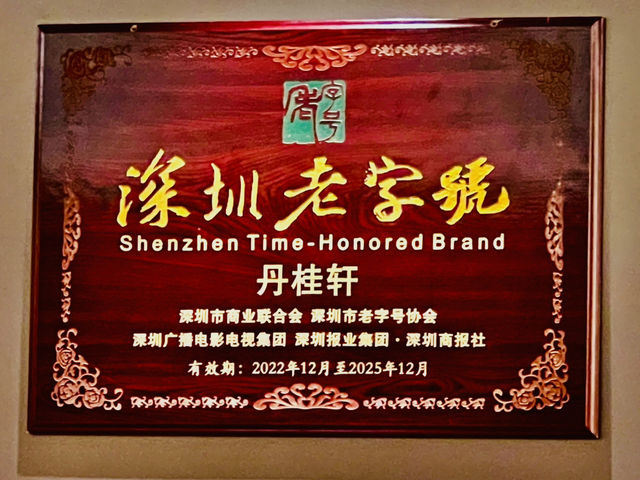 老字号
深圳老字號
Shenzhen Time-Honored Brand
丹桂轩
深圳市商业联合会 深圳市老字号协会
深圳广播电影电视集团 深圳报业集团·深圳商报社
有效期：2022年12月至2025年12月